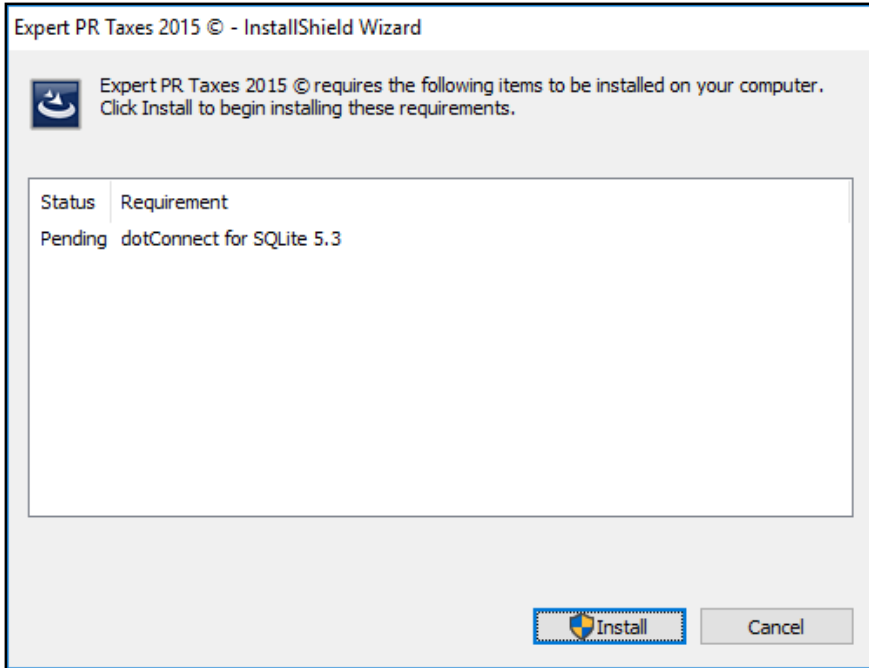 Expert PR Taxes 2015 © - InstallShield Wizard
Expert PR Taxes 2015 © requires the following items to be installed on your computer.
Click Install to begin installing these requirements.
Status Requirement
Pending dotConnect for SQLite 5.3
Install Cancel